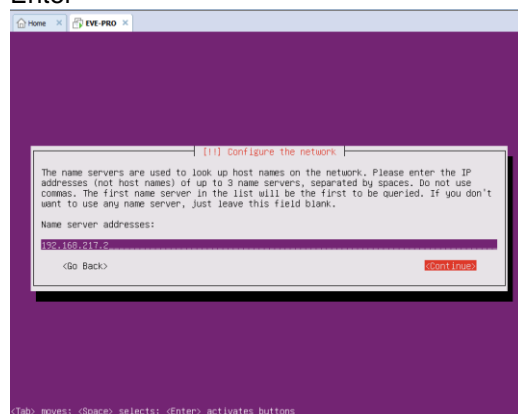 Enter
Home × EVE-PRO ×
[!!] Configure the network
The name servers are used to look up host names on the network. Please enter the IP
addresses (not host names) of up to 3 name servers, separated by spaces. Do not use
commas. The first name server in the list will be the first to be queried. If you don't
want to use any name server, just leave this field blank.
Name server addresses:
192.168.217.2
<Go Back> <Continue>
<Tab> moves; <Space> selects; <Enter> activates buttons